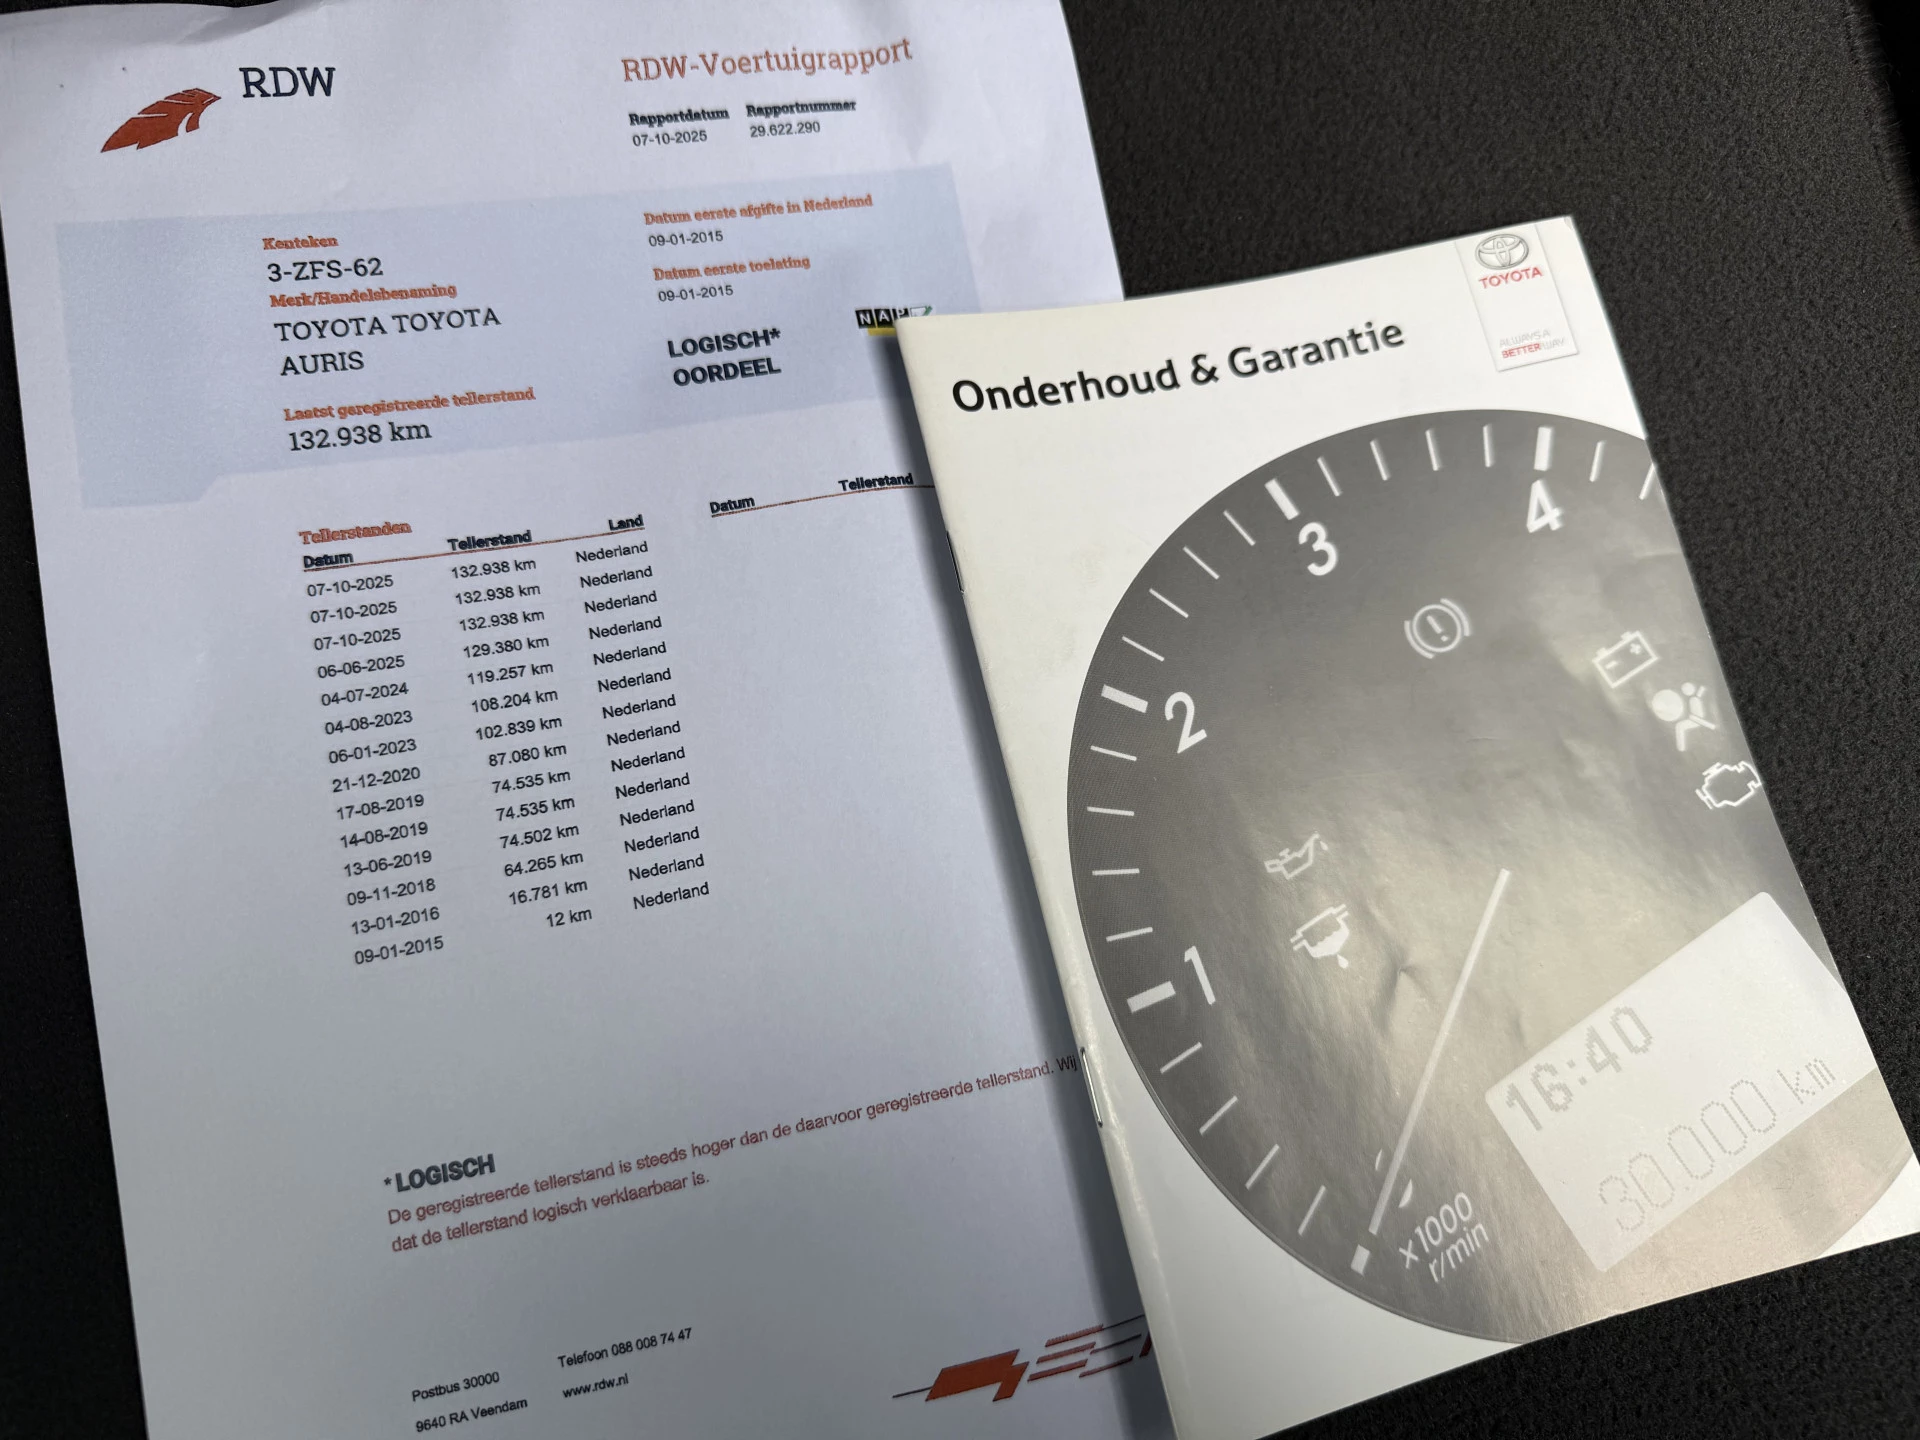 RDW
RDW-Voertuigrapport
Rapportdatum Rapportnummer
07-10-2025 29.622.290
Kenteken
3-ZFS-62
Merk/Handelsbenaming
TOYOTA TOYOTA
AURIS
Laatst geregistreerde tellerstand
132.938 km
Datum eerste afgifte in Nederland
09-01-2015
Datum eerste toelating
09-01-2015
LOGISCH*
OORDEEL
NAP
Tellerstanden
Datum Tellerstand Land
07-10-2025 132.938 km Nederland
07-10-2025 132.938 km Nederland
07-10-2025 132.938 km Nederland
06-06-2025 129.380 km Nederland
04-07-2024 119.257 km Nederland
04-08-2023 108.204 km Nederland
06-01-2023 102.839 km Nederland
21-12-2020 87.080 km Nederland
17-08-2019 74.535 km Nederland
14-08-2019 74.535 km Nederland
13-06-2019 74.502 km Nederland
09-11-2018 64.265 km Nederland
13-01-2016 16.781 km Nederland
09-01-2015 12 km Nederland
Datum Tellerstand
* LOGISCH
De geregistreerde tellerstand is steeds hoger dan de daarvoor geregistreerde tellerstand. Wij
dat de tellerstand logisch verklaarbaar is.
Postbus 30000
9640 RA Veendam
Telefoon 088 008 74 47
www.rdw.nl
TOYOTA
ALWAYS A
BETTER WAY
Onderhoud & Garantie
4
3
2
1
16:40
30.000 km
x1000
r/min